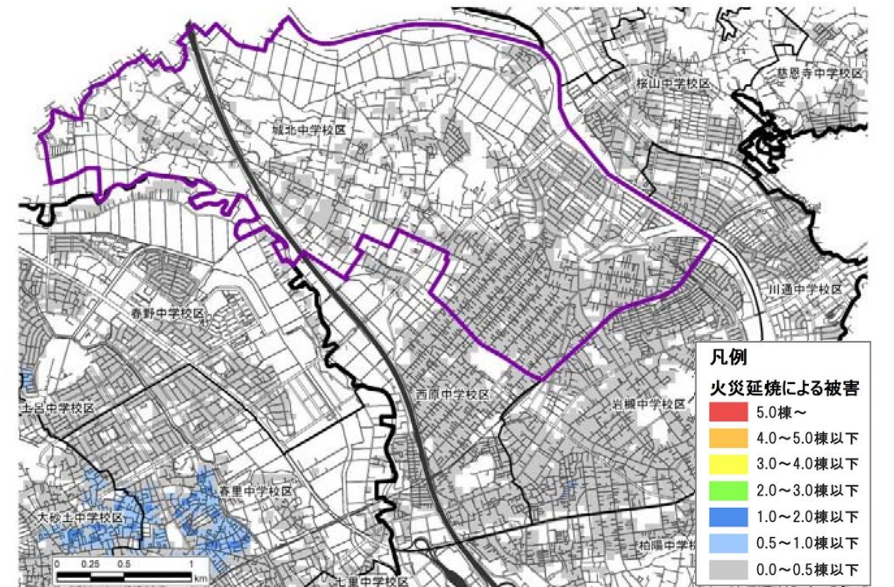 慈恩寺中学校区
桜山中学校区
城北中学校区
川通中学校区
春野中学校区
西原中学校区
岩槻中学校区
土呂中学校区
春里中学校区
大砂土中学校区
柏陽中学校
七里中学校区
凡例
火災延焼による被害
5.0棟~
4.0~5.0棟以下
3.0~4.0棟以下
2.0~3.0棟以下
1.0~2.0棟以下
0.5~1.0棟以下
0.0~0.5棟以下
0 0.25 0.5 1
km